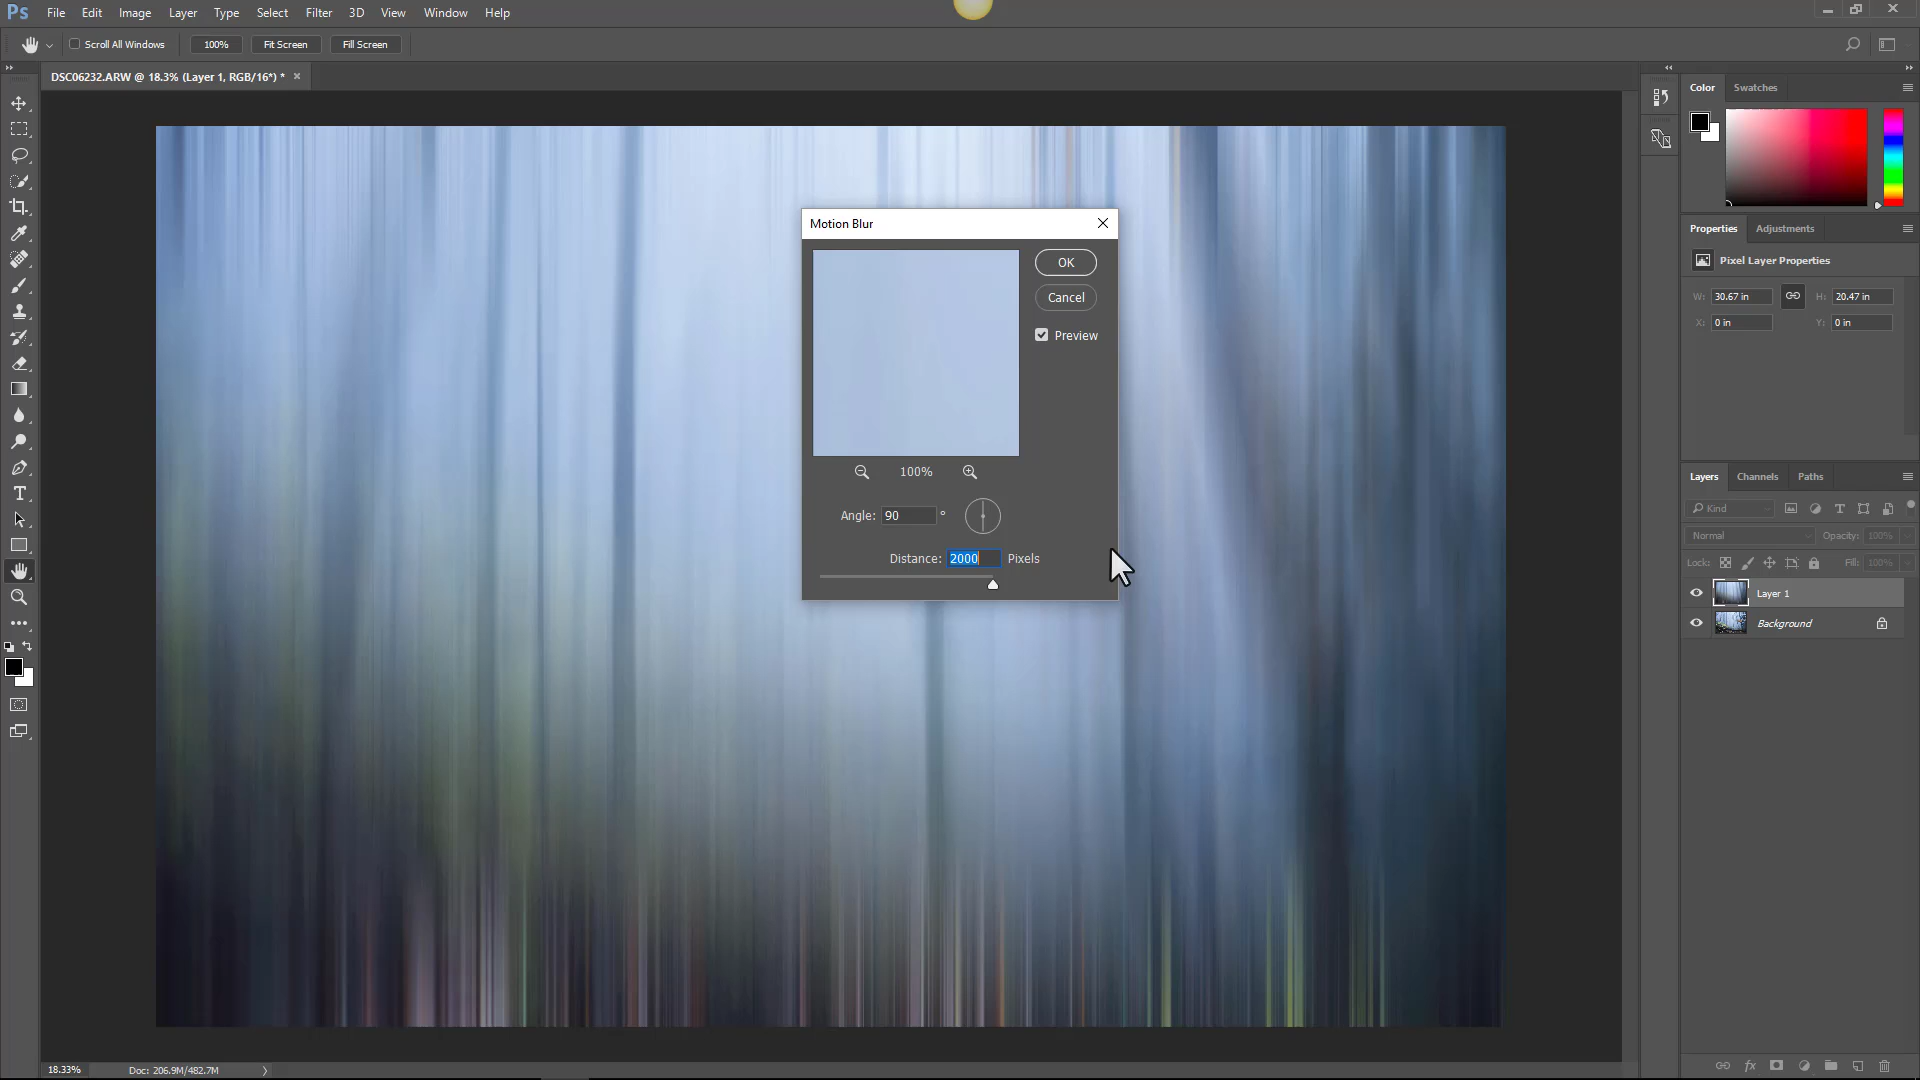 Ps File Edit Image Layer Type Select Filter 3D View Window Help
Scroll All Windows 100% Fit Screen Fill Screen
DSC06232.ARW @ 18.3% (Layer 1, RGB/16*) * ×
Motion Blur
OK
Cancel
Preview
100%
Angle: 90 °
Distance: 2000 Pixels
Color Swatches
Properties Adjustments
Pixel Layer Properties
W: 30.67 in H: 20.47 in
X: 0 in Y: 0 in
Layers Channels Paths
Kind
Normal Opacity: 100%
Lock: Fill: 100%
Layer 1
Background
18.33% Doc: 206.9M/482.7M